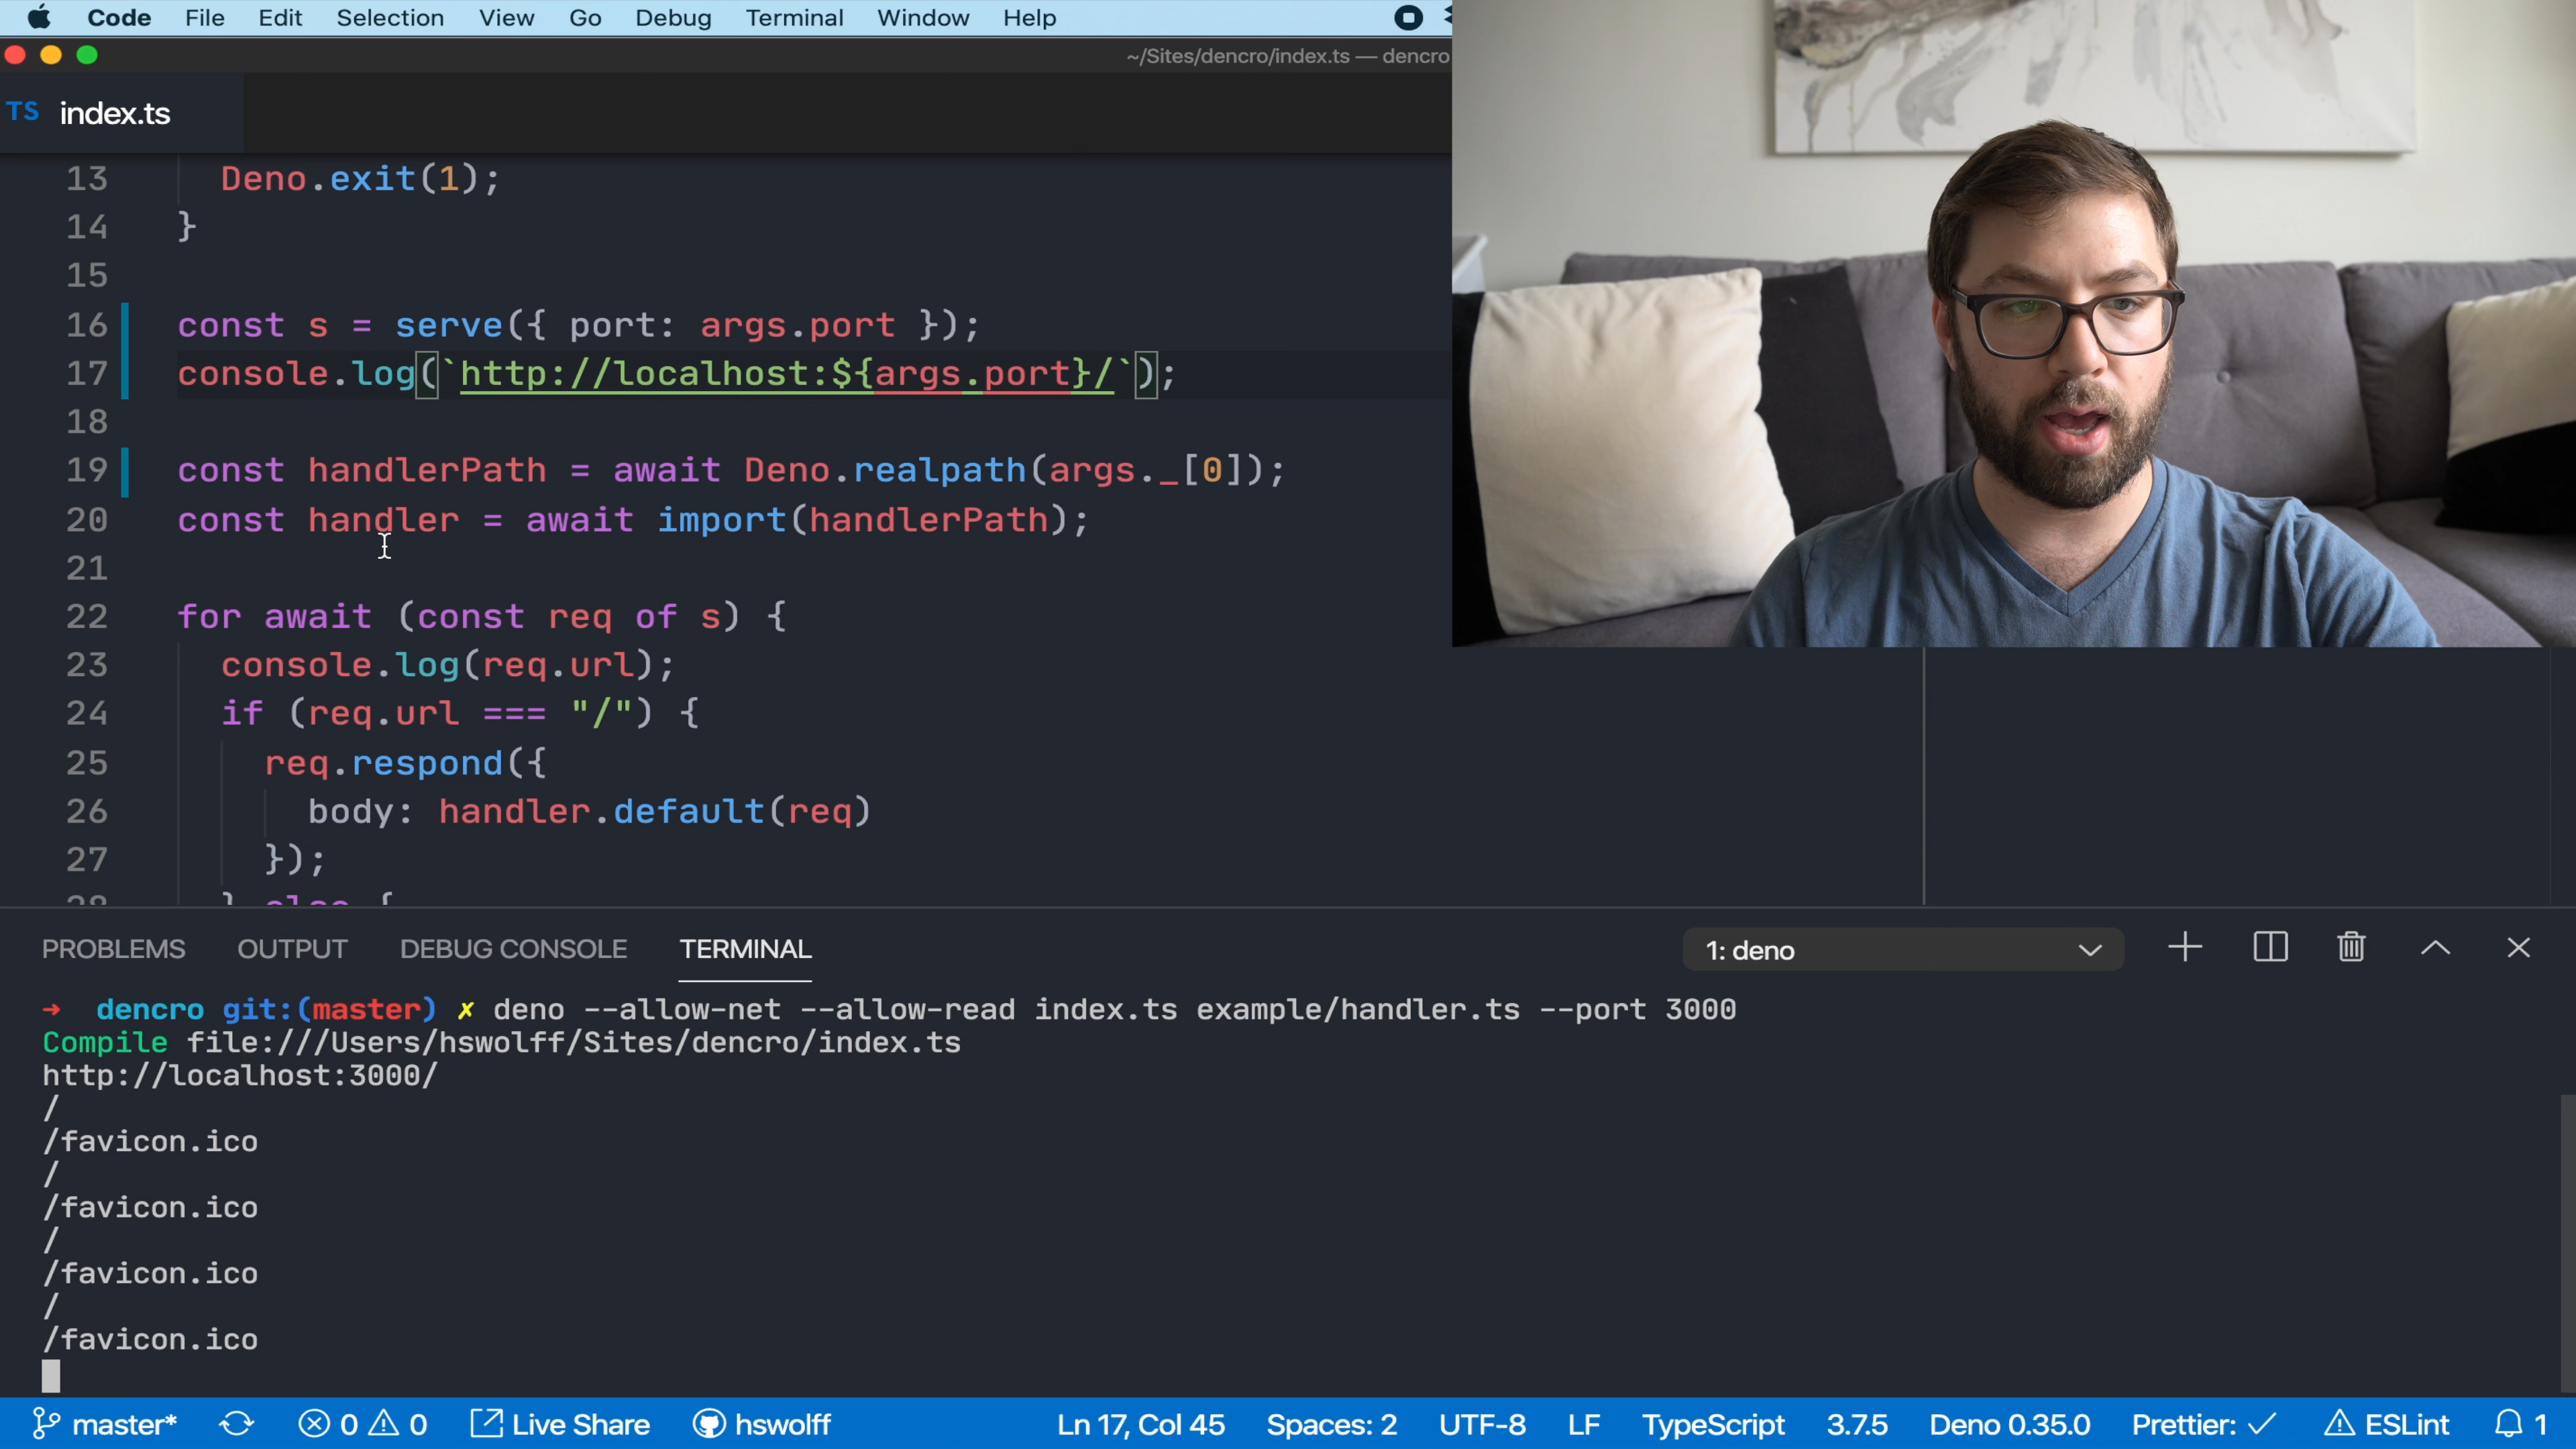 Code File Edit Selection View Go Debug Terminal Window Help
~/Sites/dencro/index.ts — dencro
TS index.ts
13 Deno.exit(1);
14 }
15
16 const s = serve({ port: args.port });
17 console.log(`http://localhost:${args.port}/`);
18
19 const handlerPath = await Deno.realpath(args._[0]);
20 const handler = await import(handlerPath);
21
22 for await (const req of s) {
23 console.log(req.url);
24 if (req.url === "/") {
25 req.respond({
26 body: handler.default(req)
27 });
28 } else {
PROBLEMS OUTPUT DEBUG CONSOLE TERMINAL 1: deno
➜ dencro git:(master) ✗ deno --allow-net --allow-read index.ts example/handler.ts --port 3000
Compile file:///Users/hswolff/Sites/dencro/index.ts
http://localhost:3000/
/
/favicon.ico
/
/favicon.ico
/
/favicon.ico
/
/favicon.ico
master* 0 0 Live Share hswolff Ln 17, Col 45 Spaces: 2 UTF-8 LF TypeScript 3.7.5 Deno 0.35.0 Prettier: ✓ ESLint 1